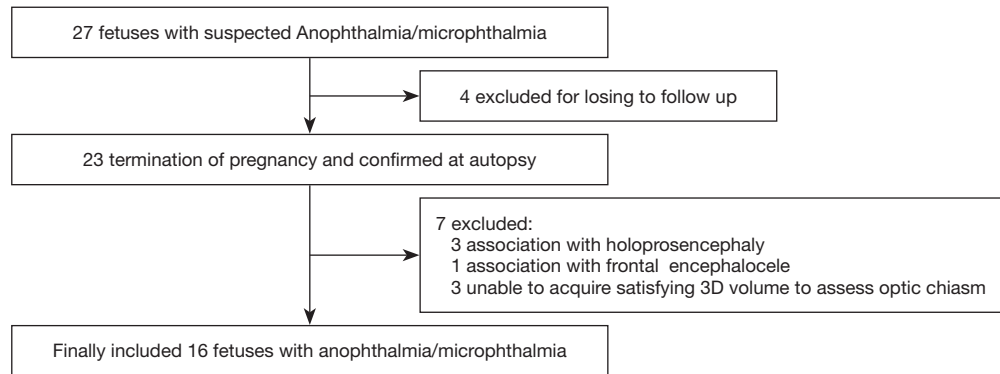 27 fetuses with suspected Anophthalmia/microphthalmia
4 excluded for losing to follow up
23 termination of pregnancy and confirmed at autopsy
7 excluded:
3 association with holoprosencephaly
1 association with frontal encephalocele
3 unable to acquire satisfying 3D volume to assess optic chiasm
Finally included 16 fetuses with anophthalmia/microphthalmia